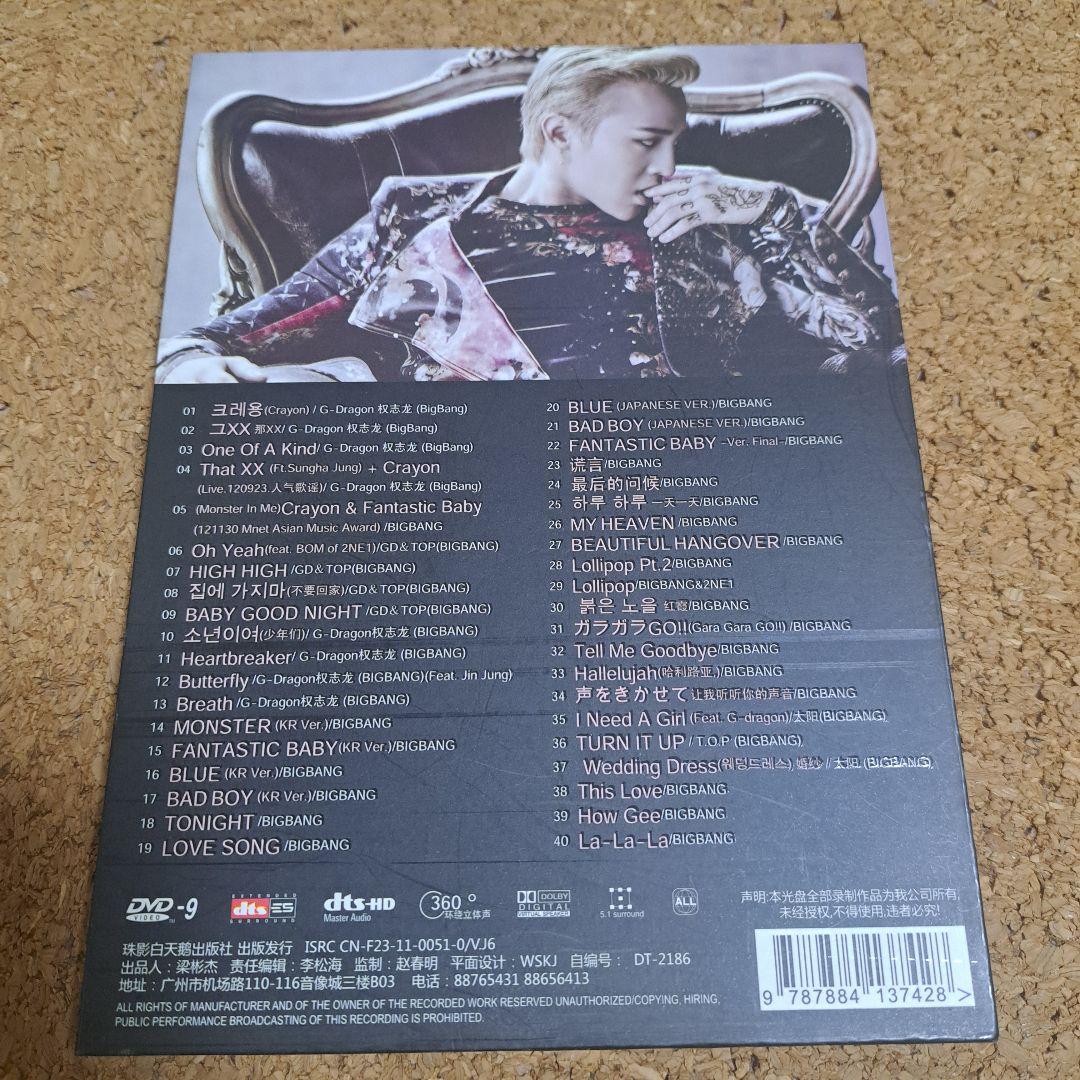 01 크레용(Crayon) / G-Dragon 权志龙 (BigBang)
02 그XX 那XX/ G-Dragon 权志龙 (BigBang)
03 One Of A Kind/ G-Dragon 权志龙 (BigBang)
04 That XX (Ft.Sungha Jung) + Crayon
(Live.120923.人气歌谣)/ G-Dragon 权志龙 (BigBang)
05 (Monster In Me)Crayon & Fantastic Baby
(121130 Mnet Asian Music Award) /BIGBANG
06 Oh Yeah(feat. BOM of 2NE1)/GD&TOP(BIGBANG)
07 HIGH HIGH /GD&TOP(BIGBANG)
08 집에 가지마(不要回家)/GD&TOP(BIGBANG)
09 BABY GOOD NIGHT /GD&TOP(BIGBANG)
10 소년이여(少年们)/ G-Dragon权志龙 (BIGBANG)
11 Heartbreaker/ G-Dragon权志龙 (BIGBANG)
12 Butterfly /G-Dragon权志龙 (BIGBANG)(Feat. Jin Jung)
13 Breath /G-Dragon权志龙 (BIGBANG)
14 MONSTER (KR Ver.)/BIGBANG
15 FANTASTIC BABY(KR Ver.)/BIGBANG
16 BLUE (KR Ver.)/BIGBANG
17 BAD BOY (KR Ver.)/BIGBANG
18 TONIGHT /BIGBANG
19 LOVE SONG /BIGBANG
20 BLUE (JAPANESE VER.)/BIGBANG
21 BAD BOY (JAPANESE VER.)/BIGBANG
22 FANTASTIC BABY -Ver. Final-/BIGBANG
23 谎言/BIGBANG
24 最后的问候/BIGBANG
25 하루 하루 一天一天/BIGBANG
26 MY HEAVEN /BIGBANG
27 BEAUTIFUL HANGOVER /BIGBANG
28 Lollipop Pt.2/BIGBANG
29 Lollipop/BIGBANG&2NE1
30 붉은 노을 红霞/BIGBANG
31 ガラガラGO!!(Gara Gara GO!!) /BIGBANG
32 Tell Me Goodbye/BIGBANG
33 Hallelujah(哈利路亚.)/BIGBANG
34 声をきかせて 让我听听你的声音/BIGBANG
35 I Need A Girl (Feat. G-dragon)/太阳(BIGBANG)
36 TURN IT UP / T.O.P (BIGBANG)
37 Wedding Dress(웨딩드레스) 婚纱 / 太阳 (BIGBANG)
38 This Love/BIGBANG
39 How Gee/BIGBANG
40 La-La-La/BIGBANG
DVD VIDEO -9
EXTENDED dts ES SURROUND
dts-HD Master Audio
360° 环绕立体声
DOLBY DIGITAL VIRTUAL SPEAKER
5.1 surround
ALL
声明:本光盘全部录制作品为我公司所有,
未经授权,不得使用,违者必究!
珠影白天鹅出版社 出版发行 ISRC CN-F23-11-0051-0/VJ6
出品人：梁彬杰 责任编辑：李松海 监制：赵春明 平面设计：WSKJ 自编号： DT-2186
地址：广州市机场路110-116音像城三楼B03 电话：88765431 88656413
ALL RIGHTS OF MANUFACTURER AND OF THE OWNER OF THE RECORDED WORK RESERVED UNAUTHORIZED/COPYING, HIRING,
PUBLIC PERFORMANCE BROADCASTING OF THIS RECORDING IS PROHIBITED.
9 787884 137428 >